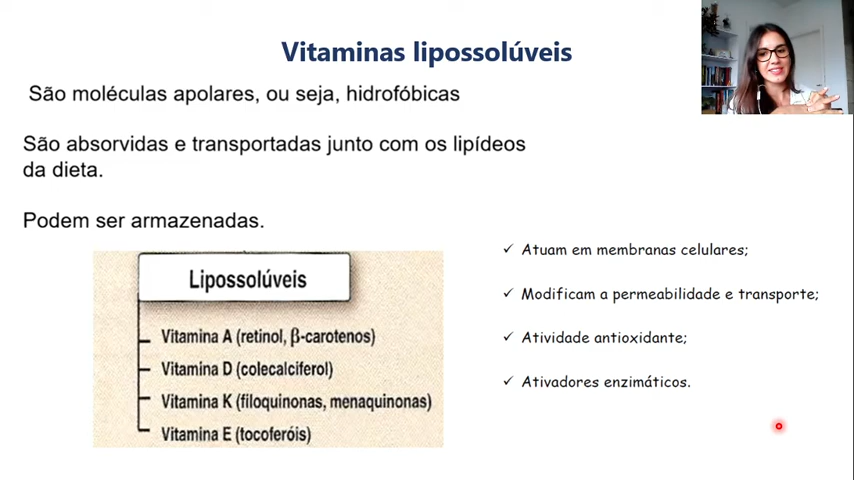 Vitaminas lipossolúveis
São moléculas apolares, ou seja, hidrofóbicas
São absorvidas e transportadas junto com os lipídeos
da dieta.
Podem ser armazenadas.
Lipossolúveis
Vitamina A (retinol, β-carotenos)
Vitamina D (colecalciferol)
Vitamina K (filoquinonas, menaquinonas)
Vitamina E (tocoferóis)
✓ Atuam em membranas celulares;
✓ Modificam a permeabilidade e transporte;
✓ Atividade antioxidante;
✓ Ativadores enzimáticos.